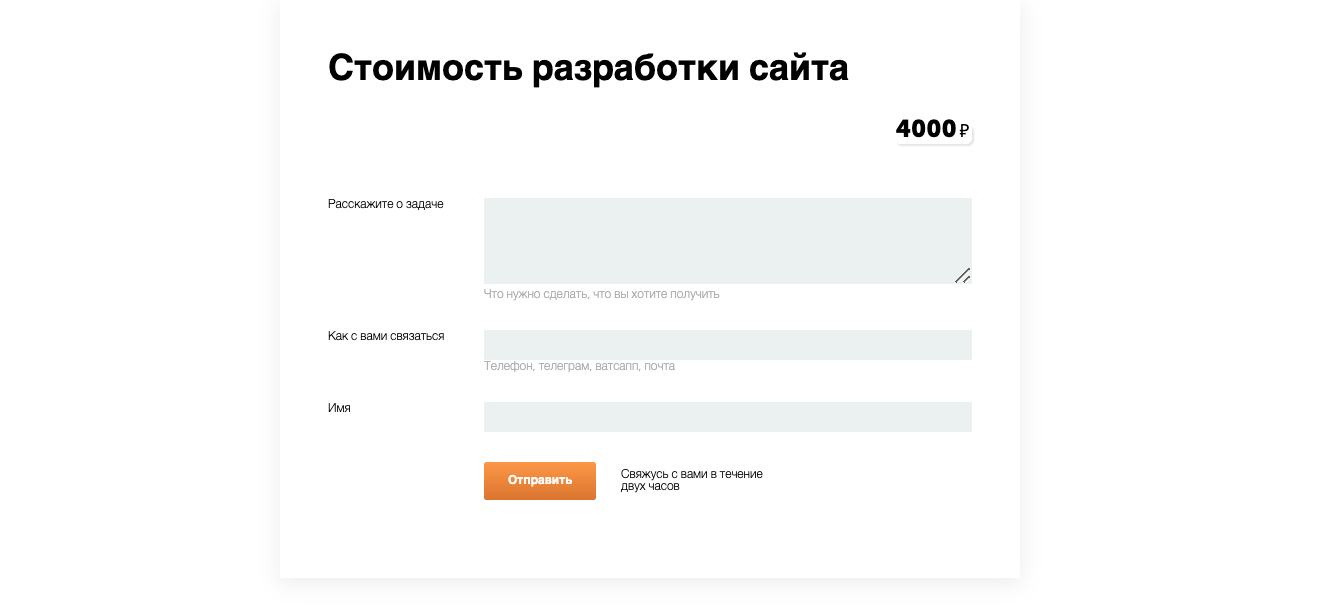 Стоимость разработки сайта
4000 ₽
Расскажите о задаче
Что нужно сделать, что вы хотите получить
Как с вами связаться
Телефон, телеграм, ватсапп, почта
Имя
Отправить
Свяжусь с вами в течение
двух часов